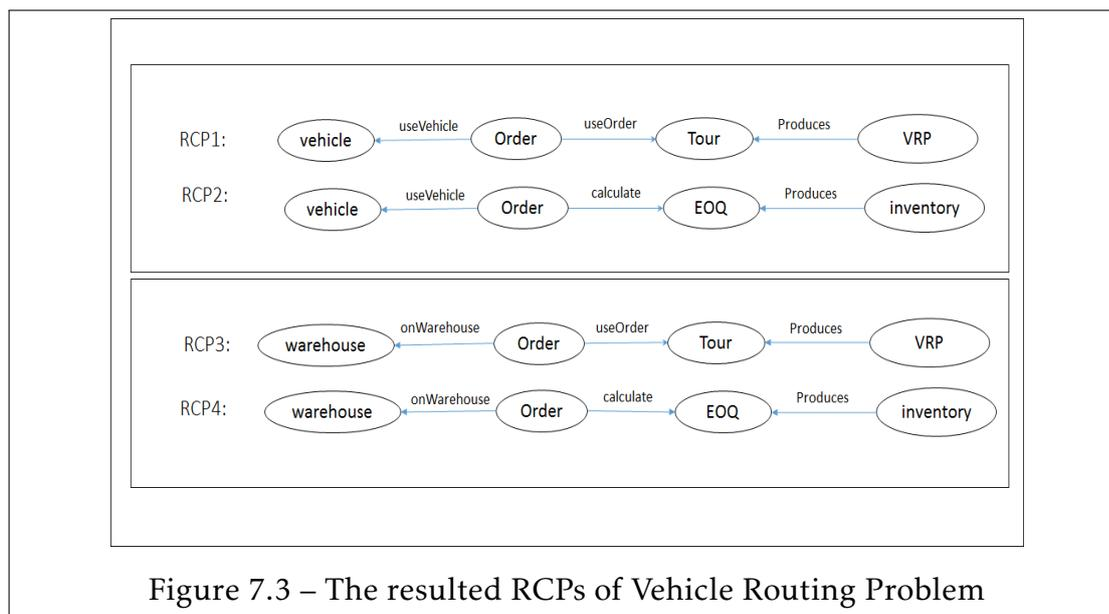 useVehicle useOrder Produces
RCP1: vehicle Order Tour VRP
useVehicle calculate Produces
RCP2: vehicle Order EOQ inventory
onWarehouse useOrder Produces
RCP3: warehouse Order Tour VRP
onWarehouse calculate Produces
RCP4: warehouse Order EOQ inventory
Figure 7.3 – The resulted RCPs of Vehicle Routing Problem